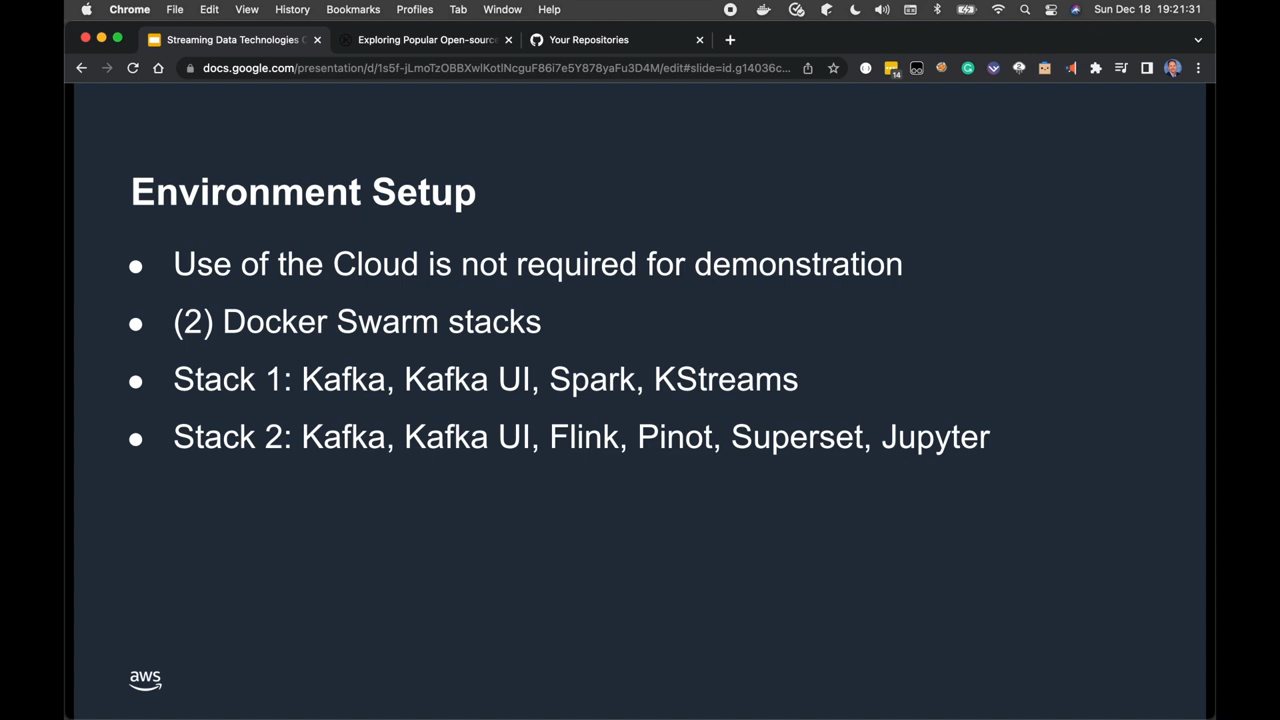 Chrome File Edit View History Bookmarks Profiles Tab Window Help Sun Dec 18 19:21:31
Streaming Data Technologies Exploring Popular Open-source Your Repositories
docs.google.com/presentation/d/1s5f-jLmoTzOBBXwlKotlNcguF86i7e5Y878yaFu3D4M/edit#slide=id.g14036c...
14
Environment Setup
● Use of the Cloud is not required for demonstration
● (2) Docker Swarm stacks
● Stack 1: Kafka, Kafka UI, Spark, KStreams
● Stack 2: Kafka, Kafka UI, Flink, Pinot, Superset, Jupyter
aws